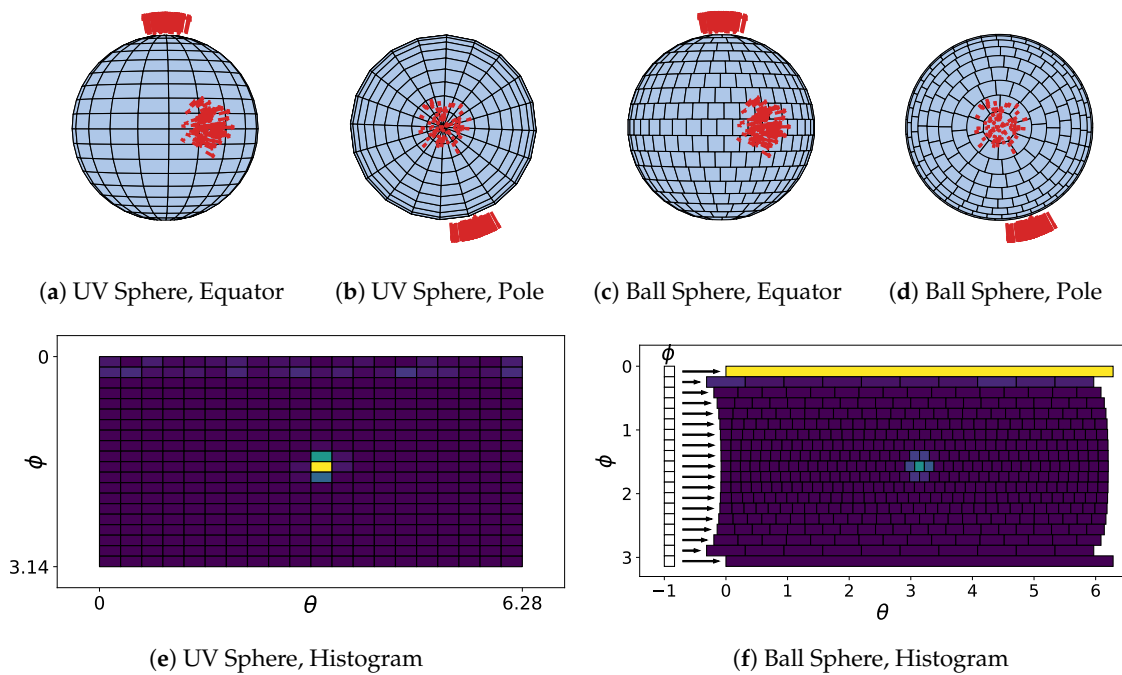 (a) UV Sphere, Equator
(b) UV Sphere, Pole
(c) Ball Sphere, Equator
(d) Ball Sphere, Pole
0
ϕ
3.14
0
θ
6.28
(e) UV Sphere, Histogram
ϕ
0
1
ϕ
2
3
−1 0 1 2 3 4 5 6
θ
(f) Ball Sphere, Histogram